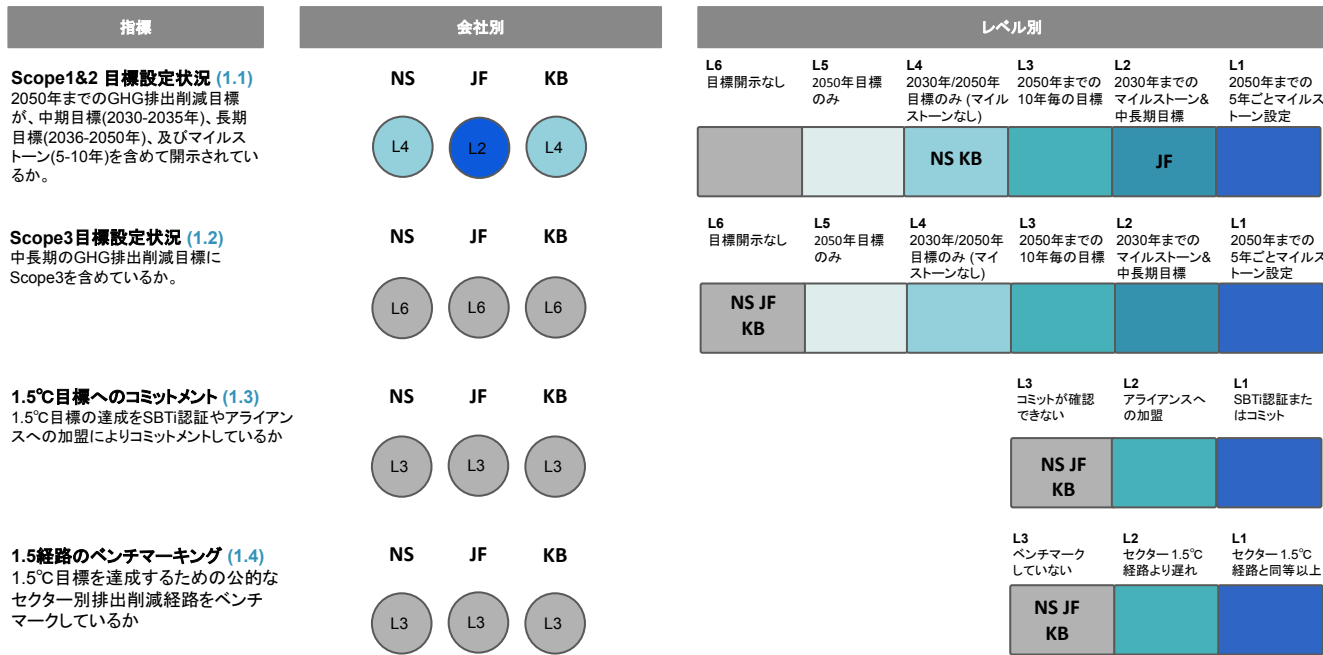 指標
会社別
レベル別
Scope1&2 目標設定状況 (1.1)
2050年までのGHG排出削減目標
が、中期目標(2030-2035年)、長期
目標(2036-2050年)、及びマイルス
トーン(5-10年)を含めて開示されてい
るか。
NS JF KB
L4 L2 L4
L6 L5 L4 L3 L2 L1
目標開示なし
2050年目標
のみ
2030年/2050年
目標のみ (マイル
ストーンなし)
2050年までの
10年毎の目標
2030年までの
マイルストーン&
中長期目標
2050年までの
5年ごとマイルス
トーン設定
NS KB
JF
Scope3目標設定状況 (1.2)
中長期のGHG排出削減目標に
Scope3を含めているか。
NS JF KB
L6 L6 L6
L6 L5 L4 L3 L2 L1
目標開示なし
2050年目標
のみ
2030年/2050年
目標のみ (マイ
ストーンなし)
2050年までの
10年毎の目標
2030年までの
マイルストーン&
中長期目標
2050年までの
5年ごとマイルス
トーン設定
NS JF
KB
1.5℃目標へのコミットメント (1.3)
1.5℃目標の達成をSBTi認証やアライアン
スへの加盟によりコミットメントしているか
NS JF KB
L3 L3 L3
L3 L2 L1
コミットが確認
できない
アライアンスへ
の加盟
SBTi認証また
はコミット
NS JF
KB
1.5経路のベンチマーキング (1.4)
1.5℃目標を達成するための公的な
セクター別排出削減経路をベンチ
マークしているか
NS JF KB
L3 L3 L3
L3 L2 L1
ベンチマーク
していない
セクター 1.5℃
経路より遅れ
セクター 1.5℃
経路と同等以上
NS JF
KB